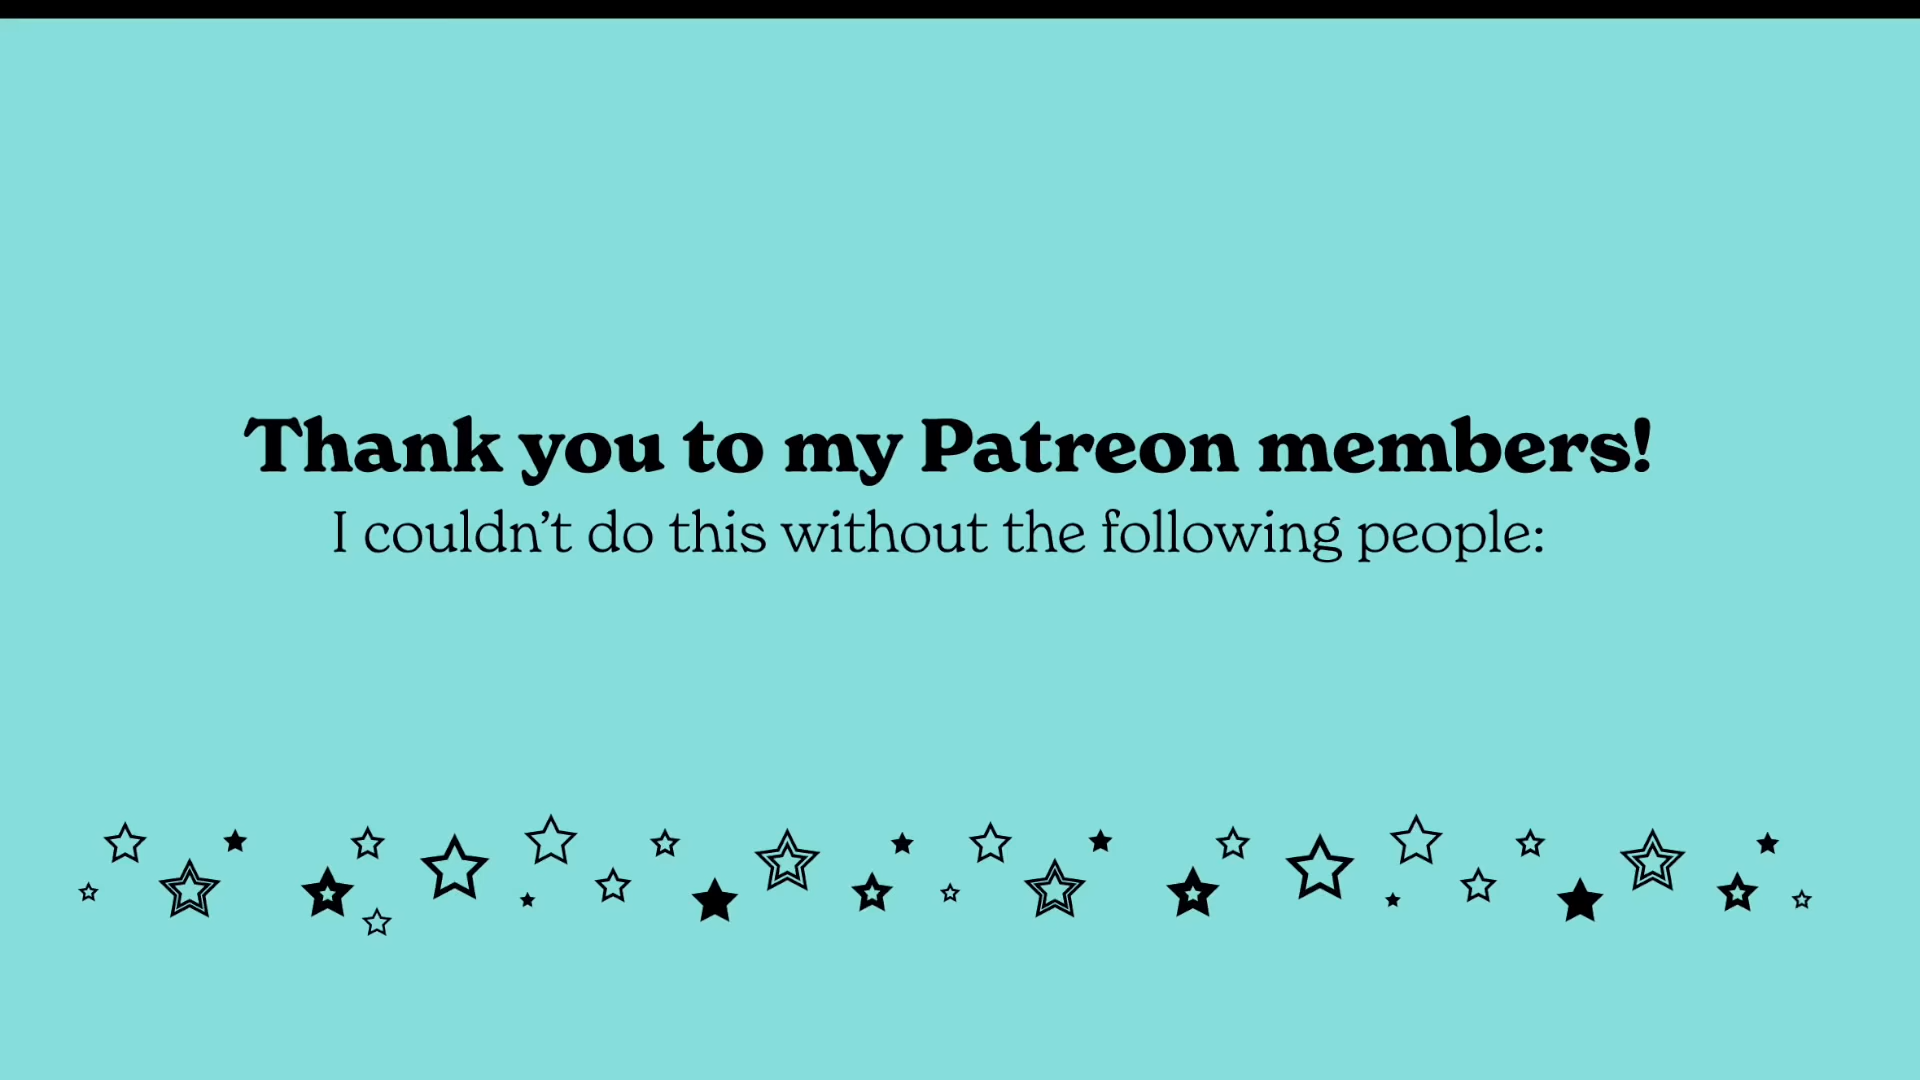 Thank you to my Patreon members!
I couldn’t do this without the following people: